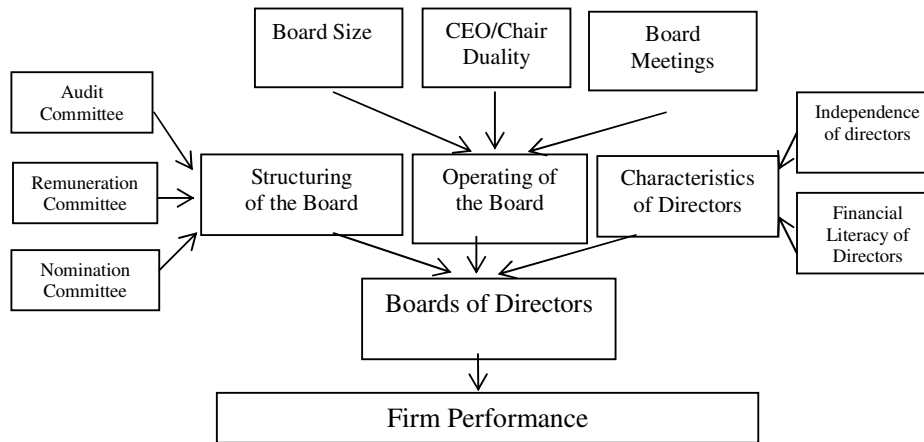 Board Size
CEO/Chair
Duality
Board
Meetings
Audit
Committee
Independence
of directors
Remuneration
Committee
Structuring
of the Board
Operating of
the Board
Characteristics
of Directors
Financial
Literacy of
Directors
Nomination
Committee
Boards of Directors
Firm Performance